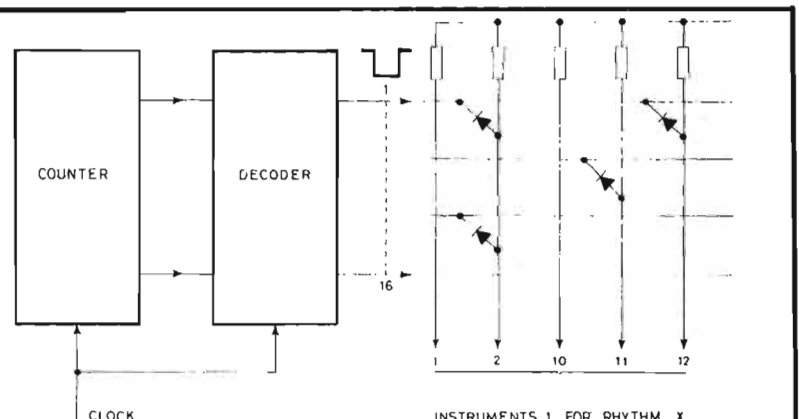 COUNTER
DECODER
1
16
1 2 10 11 12
CLOCK
INSTRUMENTS 1 FOR RHYTHM X